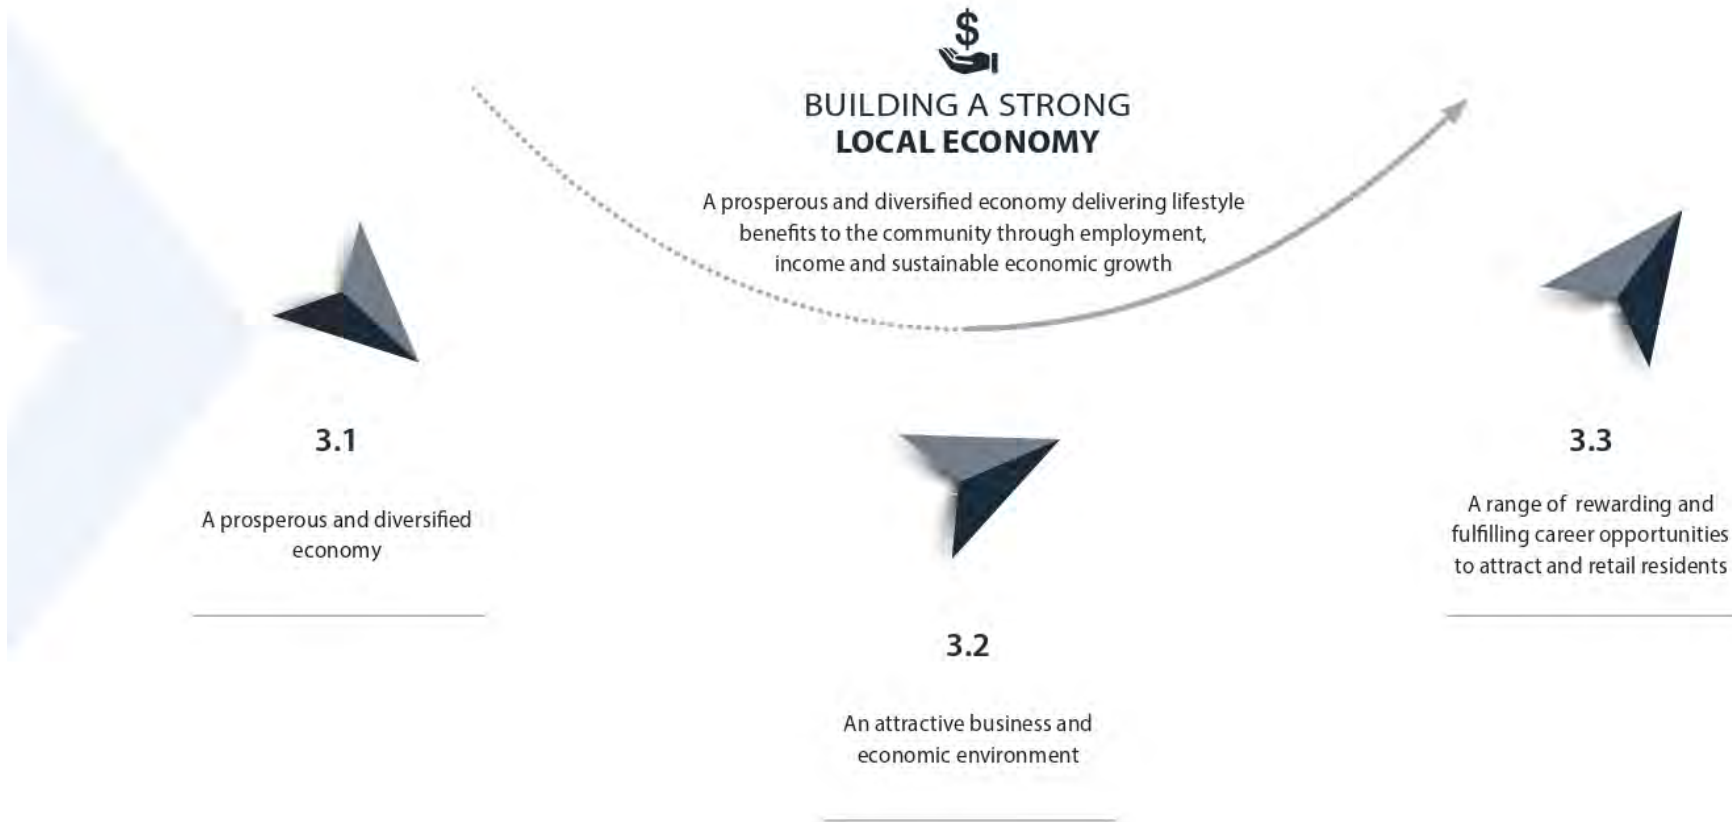 $
BUILDING A STRONG
LOCAL ECONOMY
A prosperous and diversified economy delivering lifestyle
benefits to the community through employment,
income and sustainable economic growth
3.1
A prosperous and diversified
economy
3.2
An attractive business and
economic environment
3.3
A range of rewarding and
fulfilling career opportunities
to attract and retail residents